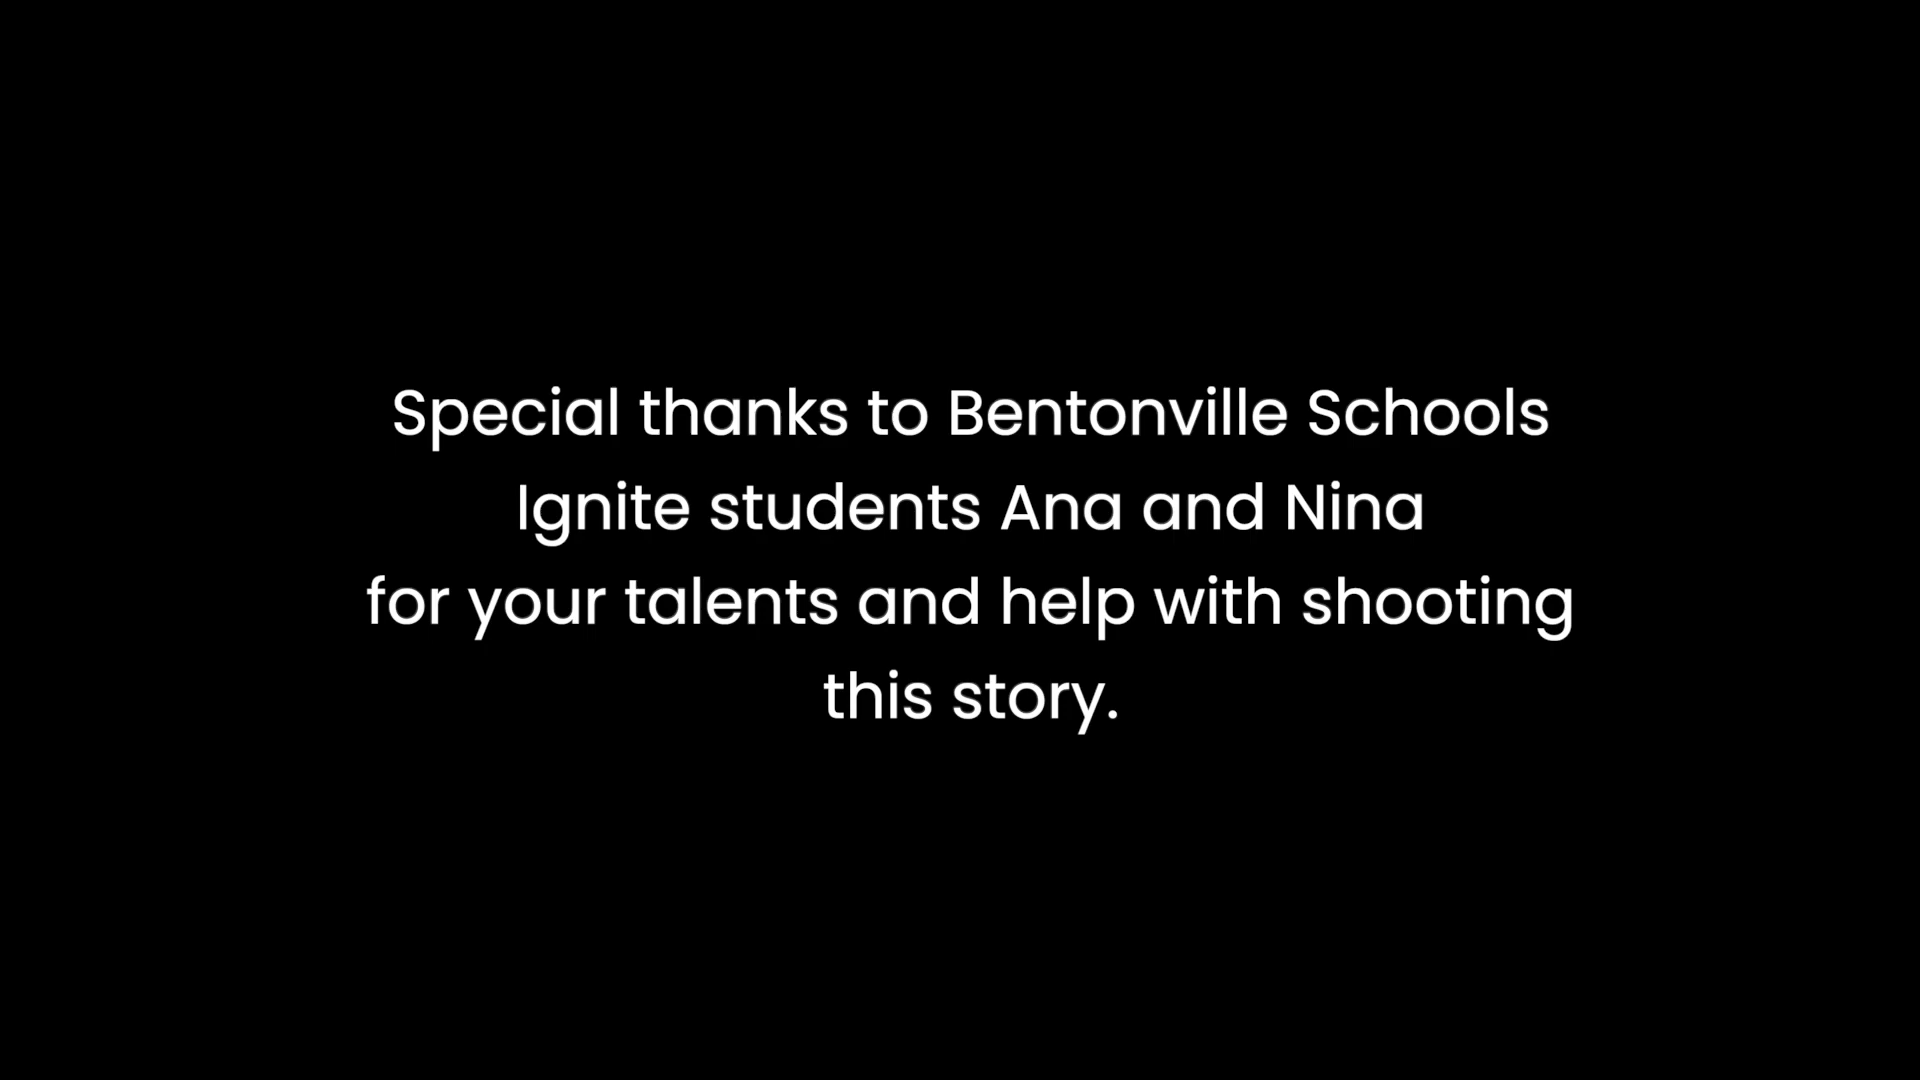 Special thanks to Bentonville Schools
Ignite students Ana and Nina
for your talents and help with shooting
this story.